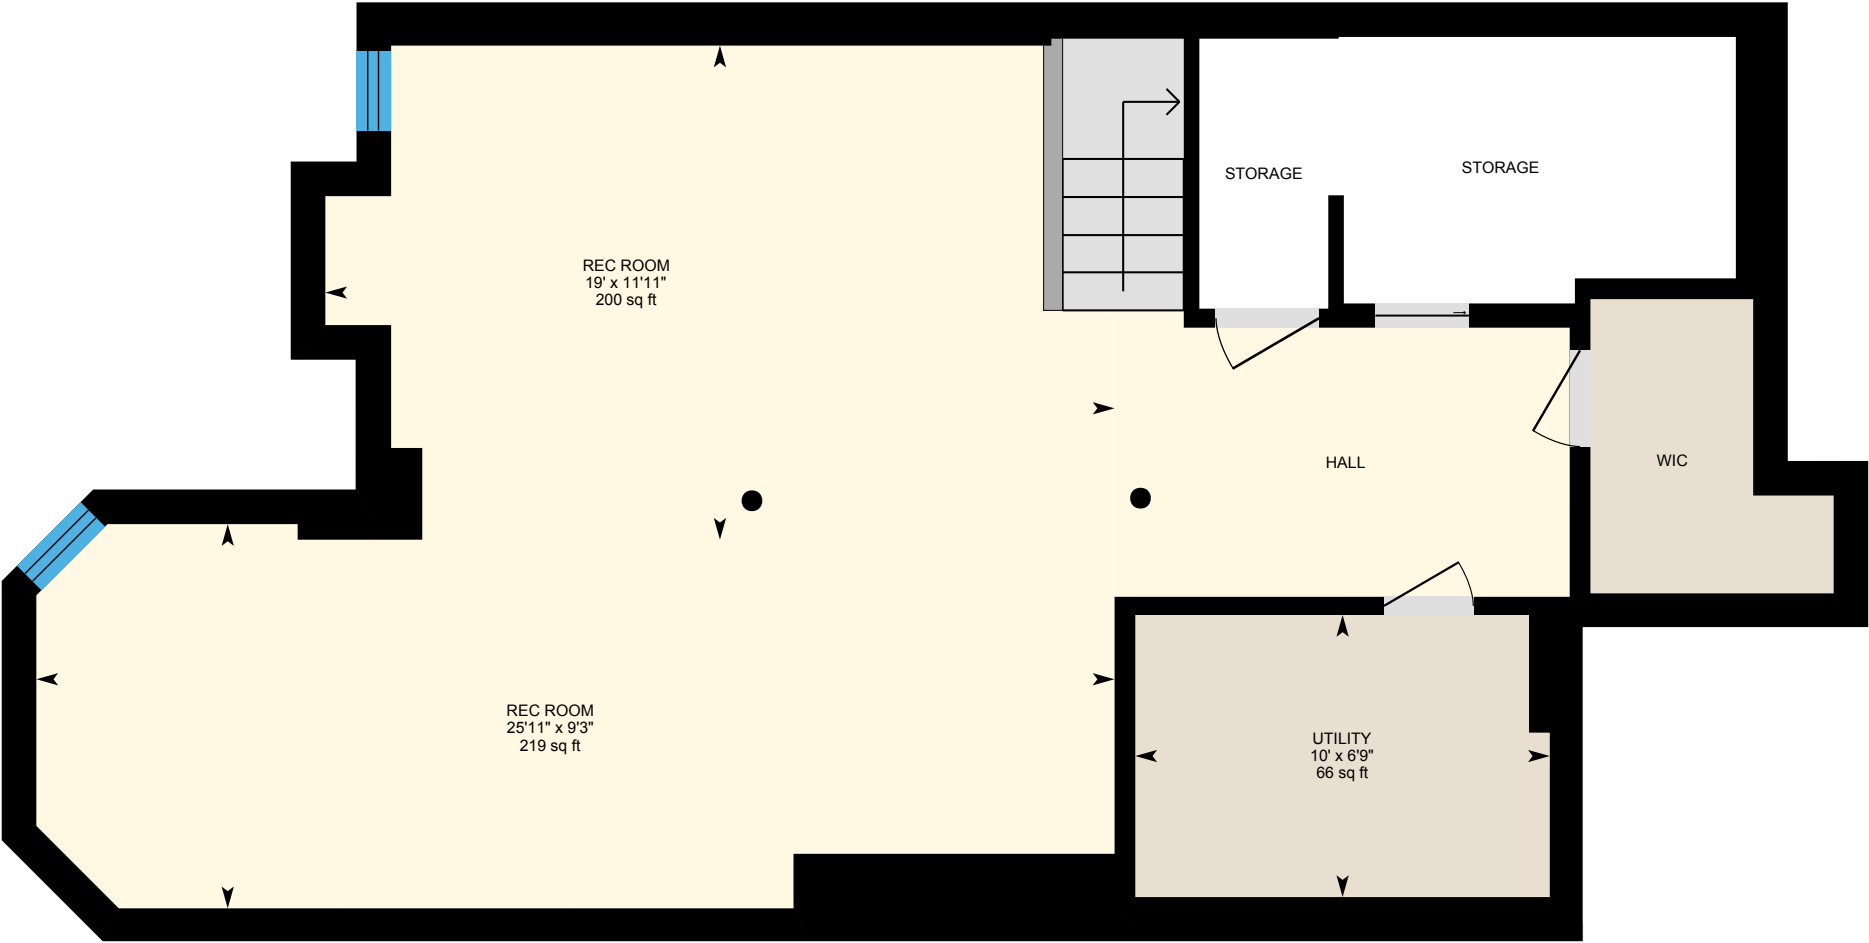 STORAGE
STORAGE
REC ROOM
19' x 11'11"
200 sq ft
HALL
WIC
REC ROOM
25'11" x 9'3"
219 sq ft
UTILITY
10' x 6'9"
66 sq ft